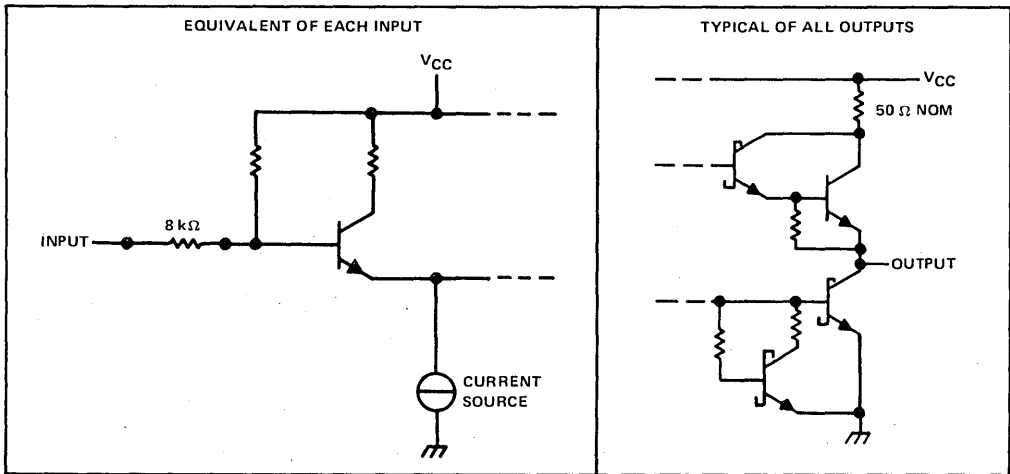 EQUIVALENT OF EACH INPUT
VCC
8 kΩ
INPUT
CURRENT
SOURCE
TYPICAL OF ALL OUTPUTS
VCC
50 Ω NOM
OUTPUT